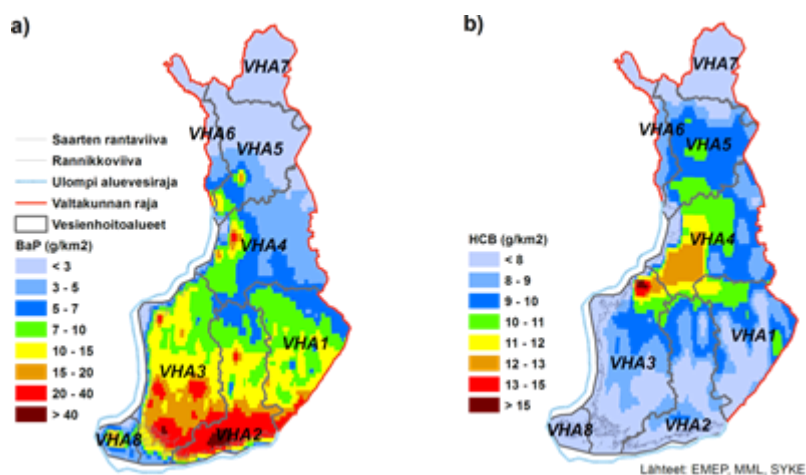 a)
VHA7
VHA6
VHA5
VHA4
VHA1
VHA3
VHA2
VHA8
Saarten rantaviiva
Rannikkoviiva
Ulompi aluevesiraja
Valtakunnan raja
Vesienhoitoalueet
BaP (g/km2)
< 3
3 - 5
5 - 7
7 - 10
10 - 15
15 - 20
20 - 40
> 40
b)
VHA7
VHA6
VHA5
VHA4
VHA1
VHA3
VHA2
VHA8
HCB (g/km2)
< 8
8 - 9
9 - 10
10 - 11
11 - 12
12 - 13
13 - 15
> 15
Lähteet: EMEP, MML, SYKE